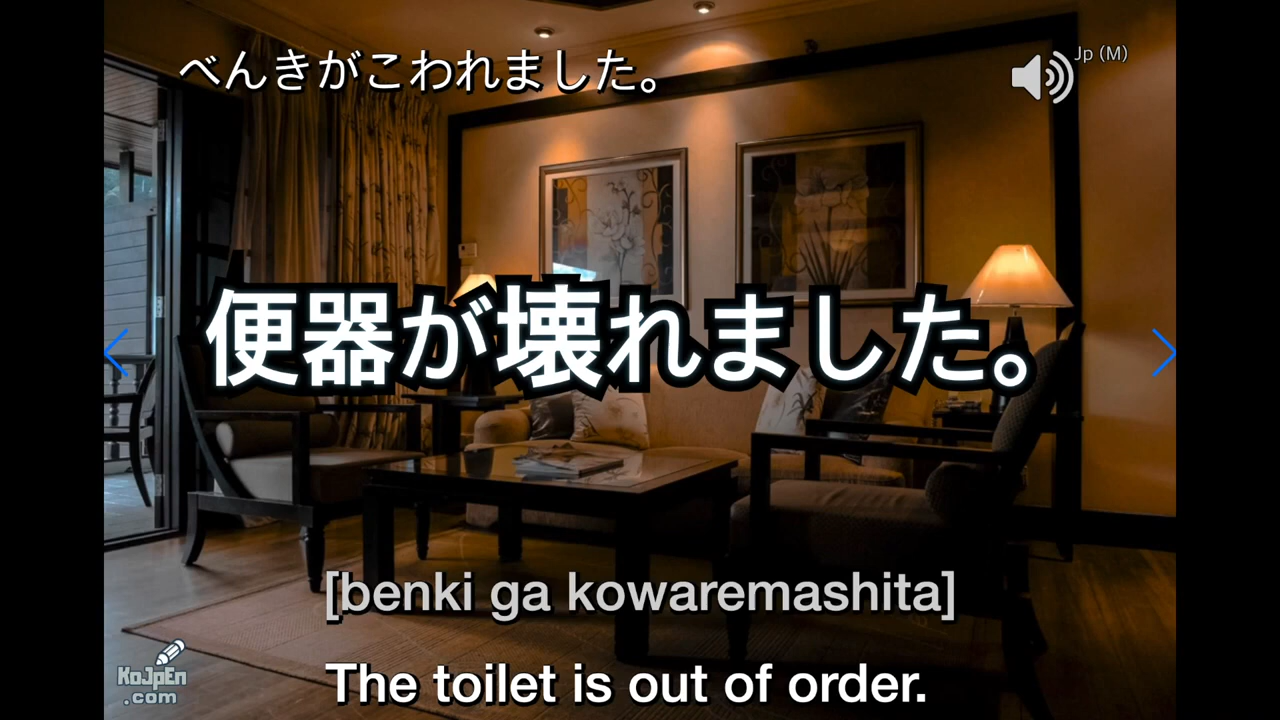 べんきがこわれました。
Jp (M)
便器が壊れました。
[benki ga kowaremashita]
The toilet is out of order.
KoJpEn
.com